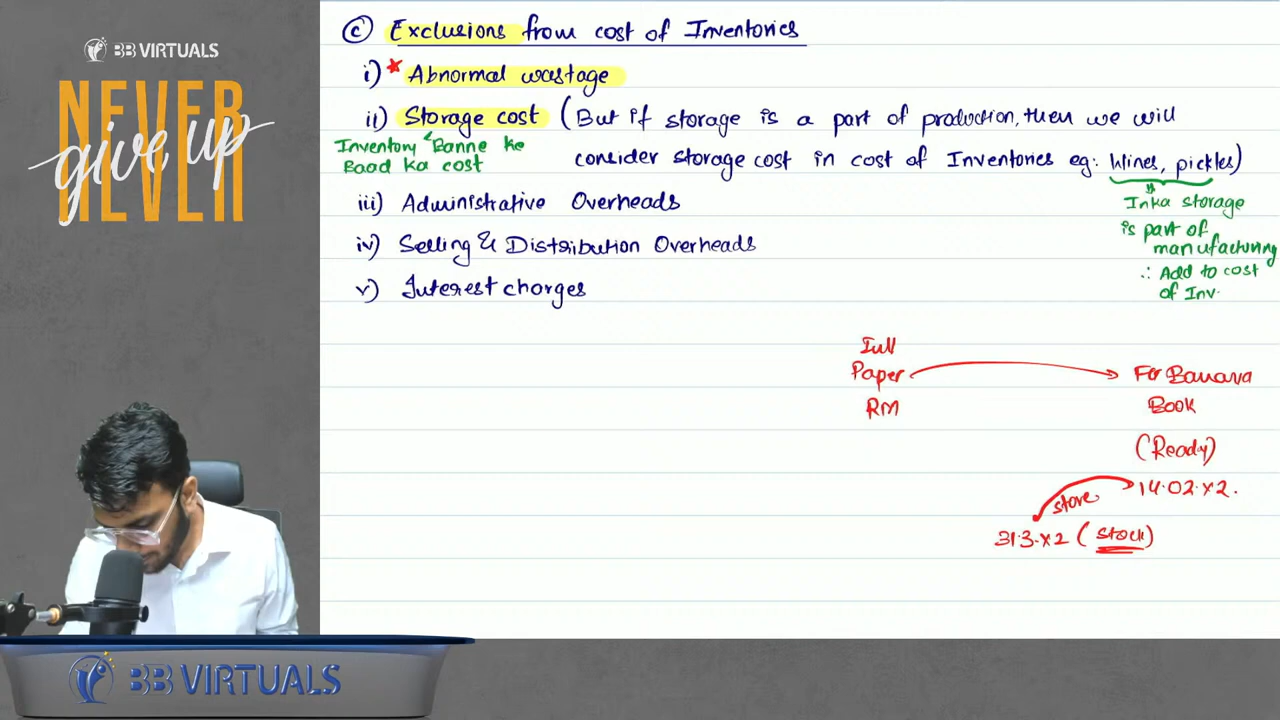 BB VIRTUALS
NEVER
give up
NEVER
(c) Exclusions from cost of Inventories
i) * Abnormal wastage
ii) Storage cost (But if storage is a part of production, then we will
consider storage cost in cost of Inventories eg: Wines, pickles)
Inventory Banne ke
Baad ka cost
Inka storage
is part of
manufacturing
∴ Add to cost
of Inv.
iii) Administrative Overheads
iv) Selling & Distribution Overheads
v) Interest charges
Paper
RM
Book
(Ready)
14.02.x2.
store
31.3.x2 (stock)
BB VIRTUALS